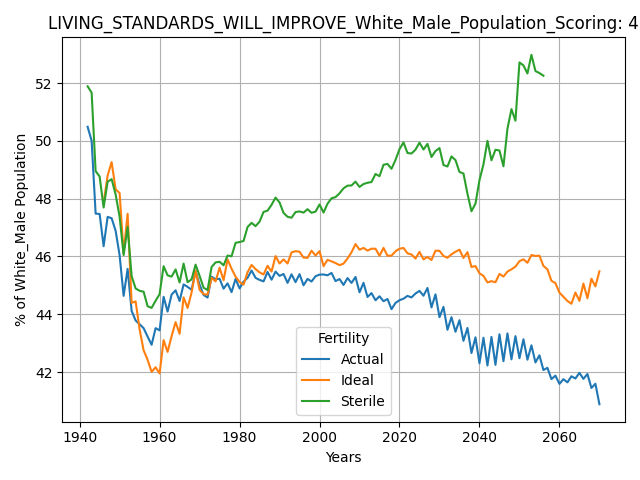 LIVING_STANDARDS_WILL_IMPROVE_White_Male_Population_Scoring: 4
% of White_Male Population
52
50
48
46
44
42
Fertility
Actual
Ideal
Sterile
1940
1960
1980
2000
2020
2040
2060
Years